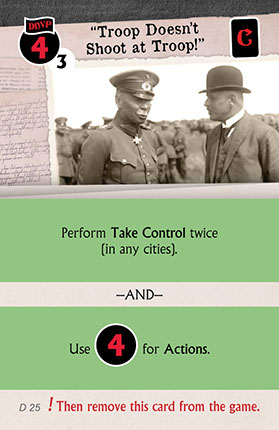 DDVP
4
3
"Troop Doesn't
Shoot at Troop!"
C
Perform Take Control twice
(in any cities).
–AND–
Use 4 for Actions.
D 25 ! Then remove this card from the game.